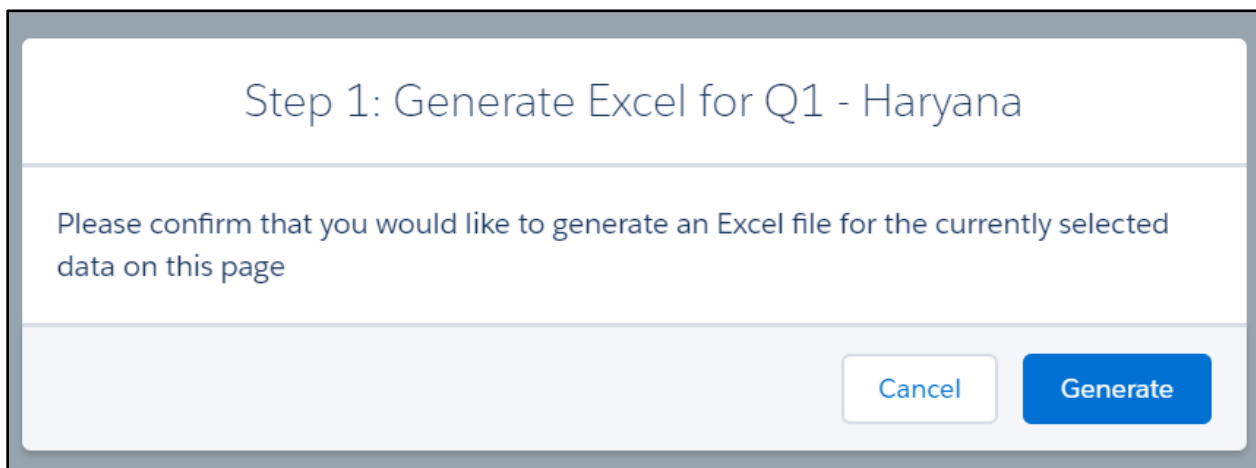 Step 1: Generate Excel for Q1 - Haryana
Please confirm that you would like to generate an Excel file for the currently selected
data on this page
Cancel
Generate